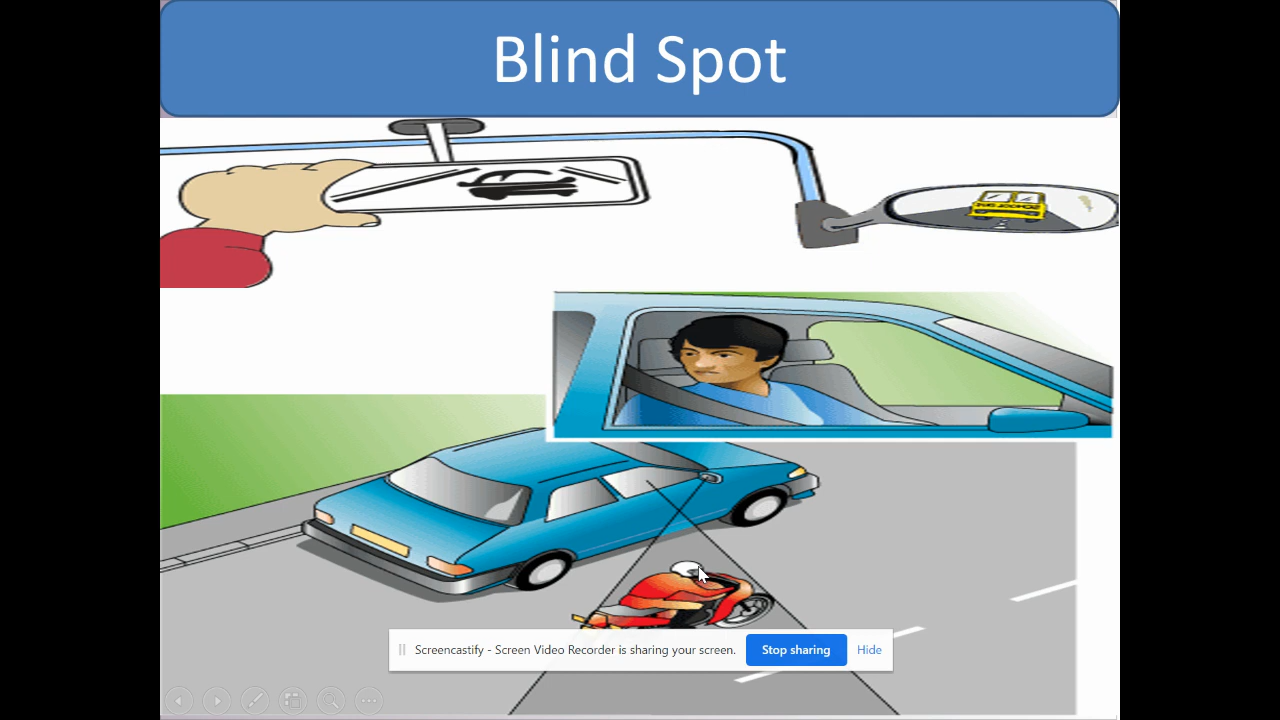 Blind Spot
Screencastify - Screen Video Recorder is sharing your screen.
Stop sharing
Hide